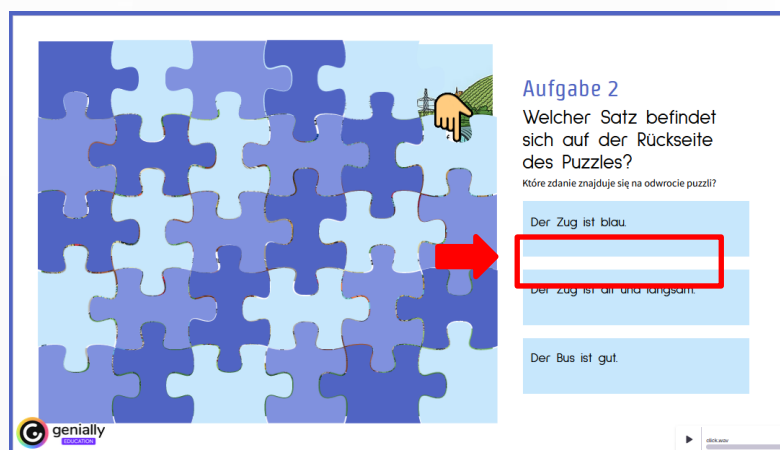 Aufgabe 2
Welcher Satz befindet
sich auf der Rückseite
des Puzzles?
Które zdanie znajduje się na odwrocie puzzli?
Der Zug ist blau.
Der Zug ist alt und langsam.
Der Bus ist gut.
genially
EDUCATION
click.wav